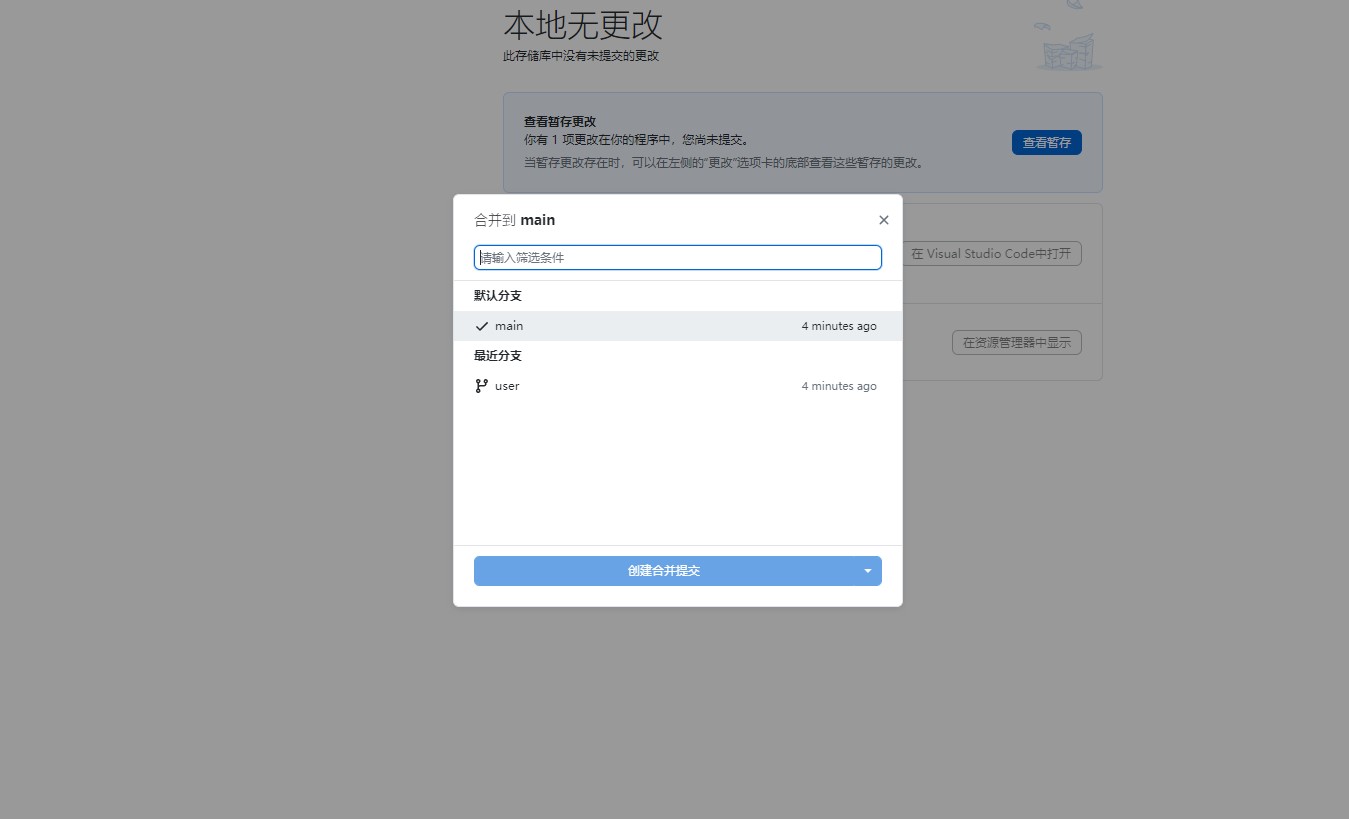 本地无更改
此存储库中没有未提交的更改
查看暂存更改
你有 1 项更改在你的程序中，您尚未提交。
当暂存更改存在时，可以在左侧的“更改”选项卡的底部查看这些暂存的更改。
查看暂存
合并到 main
请输入筛选条件
在 Visual Studio Code中打开
默认分支
main 4 minutes ago
在资源管理器中显示
最近分支
user 4 minutes ago
创建合并提交